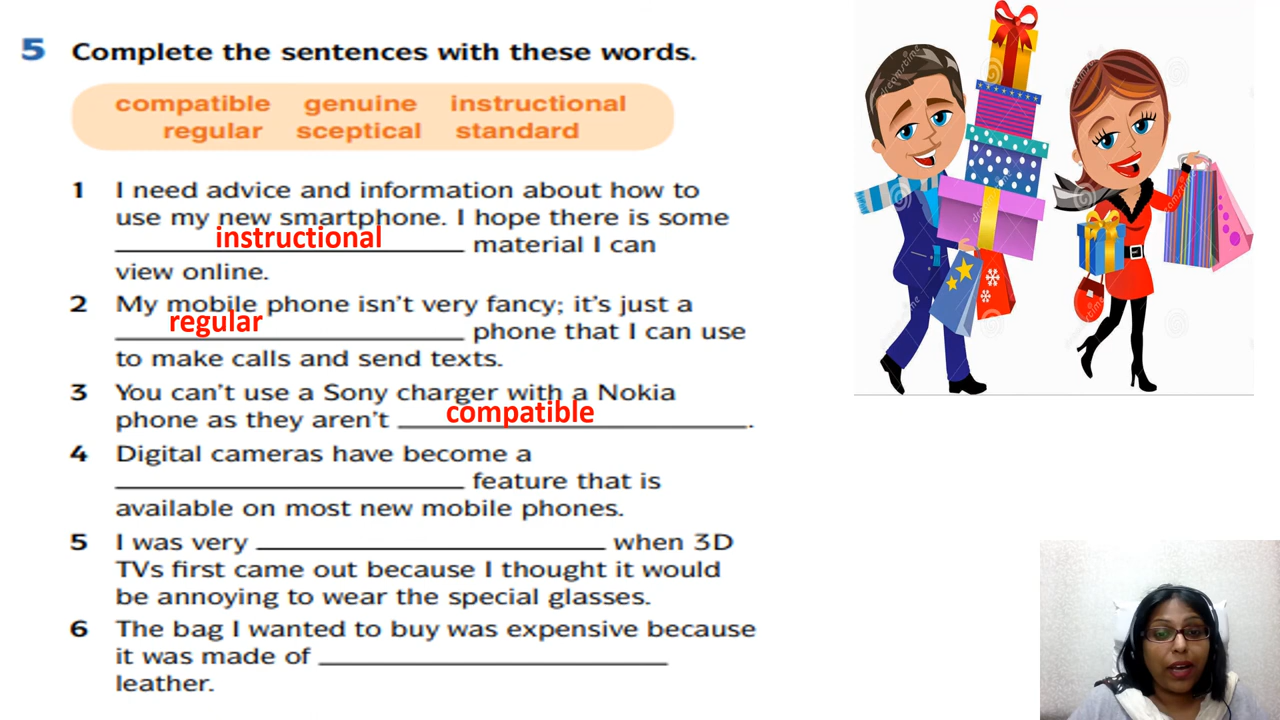 5 Complete the sentences with these words.
compatible genuine instructional
regular sceptical standard
1 I need advice and information about how to
use my new smartphone. I hope there is some
instructional material I can
view online.
2 My mobile phone isn't very fancy; it's just a
regular phone that I can use
to make calls and send texts.
3 You can't use a Sony charger with a Nokia
phone as they aren't compatible.
4 Digital cameras have become a
feature that is
available on most new mobile phones.
5 I was very when 3D
TVs first came out because I thought it would
be annoying to wear the special glasses.
6 The bag I wanted to buy was expensive because
it was made of
leather.